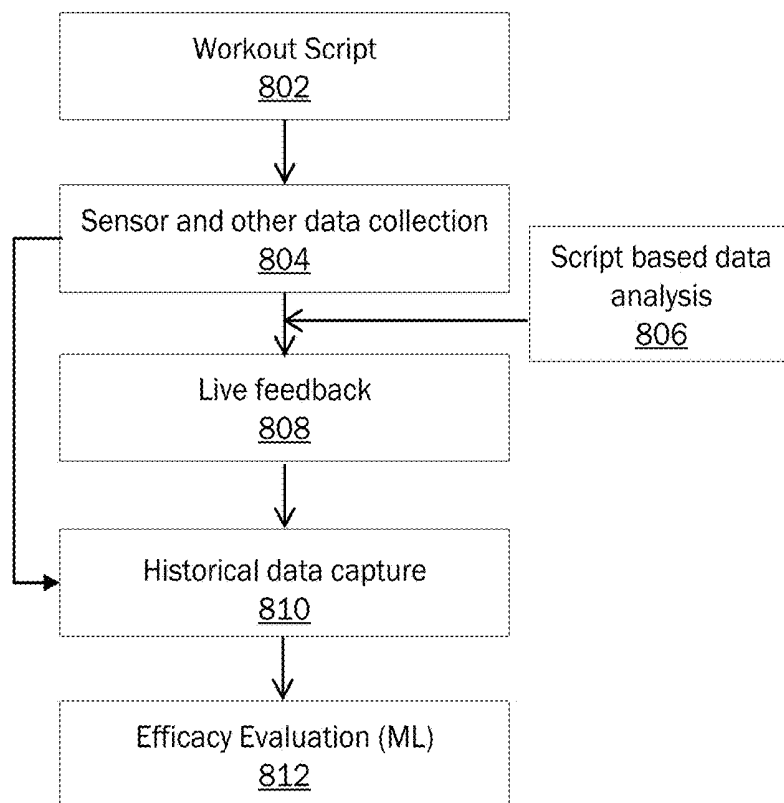 Workout Script
802
Sensor and other data collection
804
Script based data
analysis
806
Live feedback
808
Historical data capture
810
Efficacy Evaluation (ML)
812